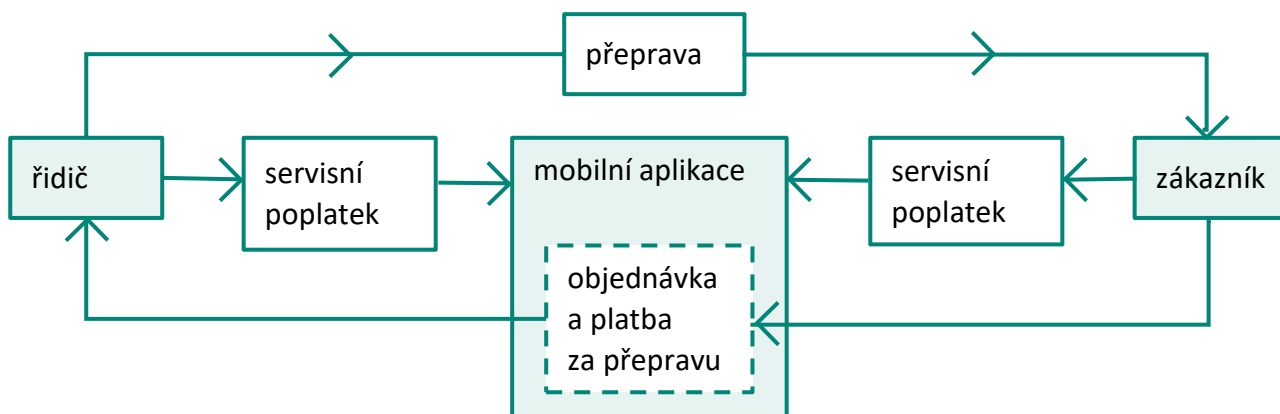 přeprava
řidič
servisní
poplatek
mobilní aplikace
servisní
poplatek
zákazník
objednávka
a platba
za přepravu